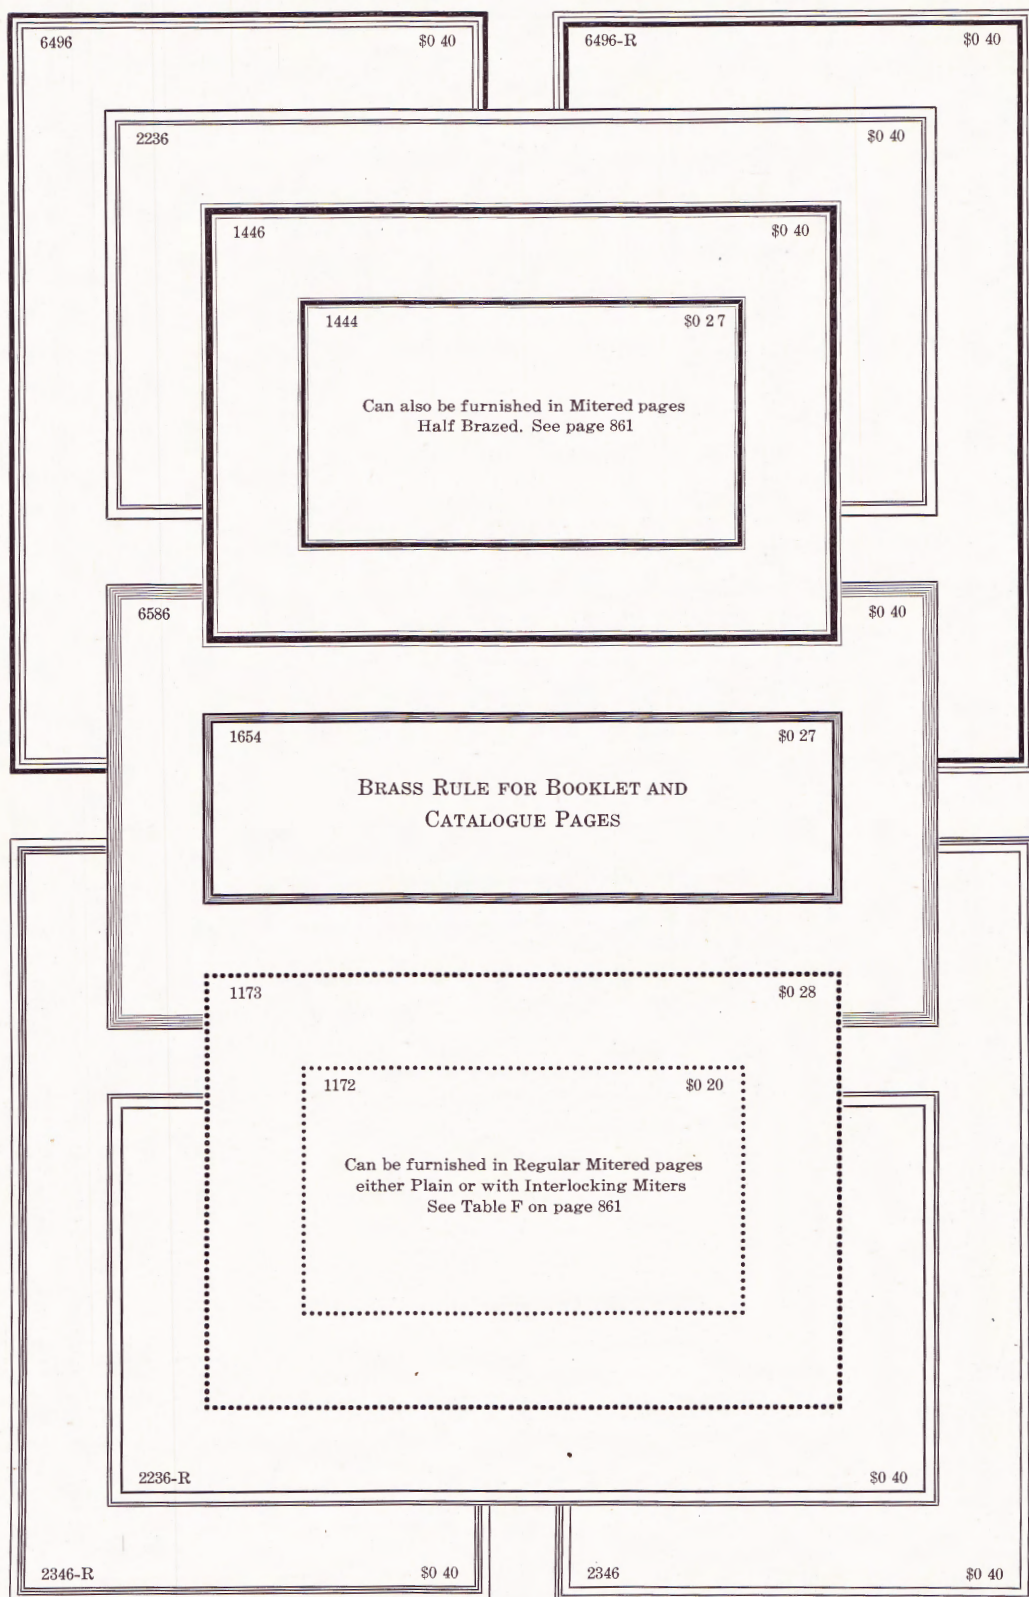 6496 $0 40
6496-R $0 40
2236 $0 40
1446 $0 40
1444 $0 27
Can also be furnished in Mitered pages
Half Brazed. See page 861
6586 $0 40
1654 $0 27
BRASS RULE FOR BOOKLET AND
CATALOGUE PAGES
1173 $0 28
1172 $0 20
Can be furnished in Regular Mitered pages
either Plain or with Interlocking Miters
See Table F on page 861
2236-R $0 40
2346-R $0 40
2346 $0 40